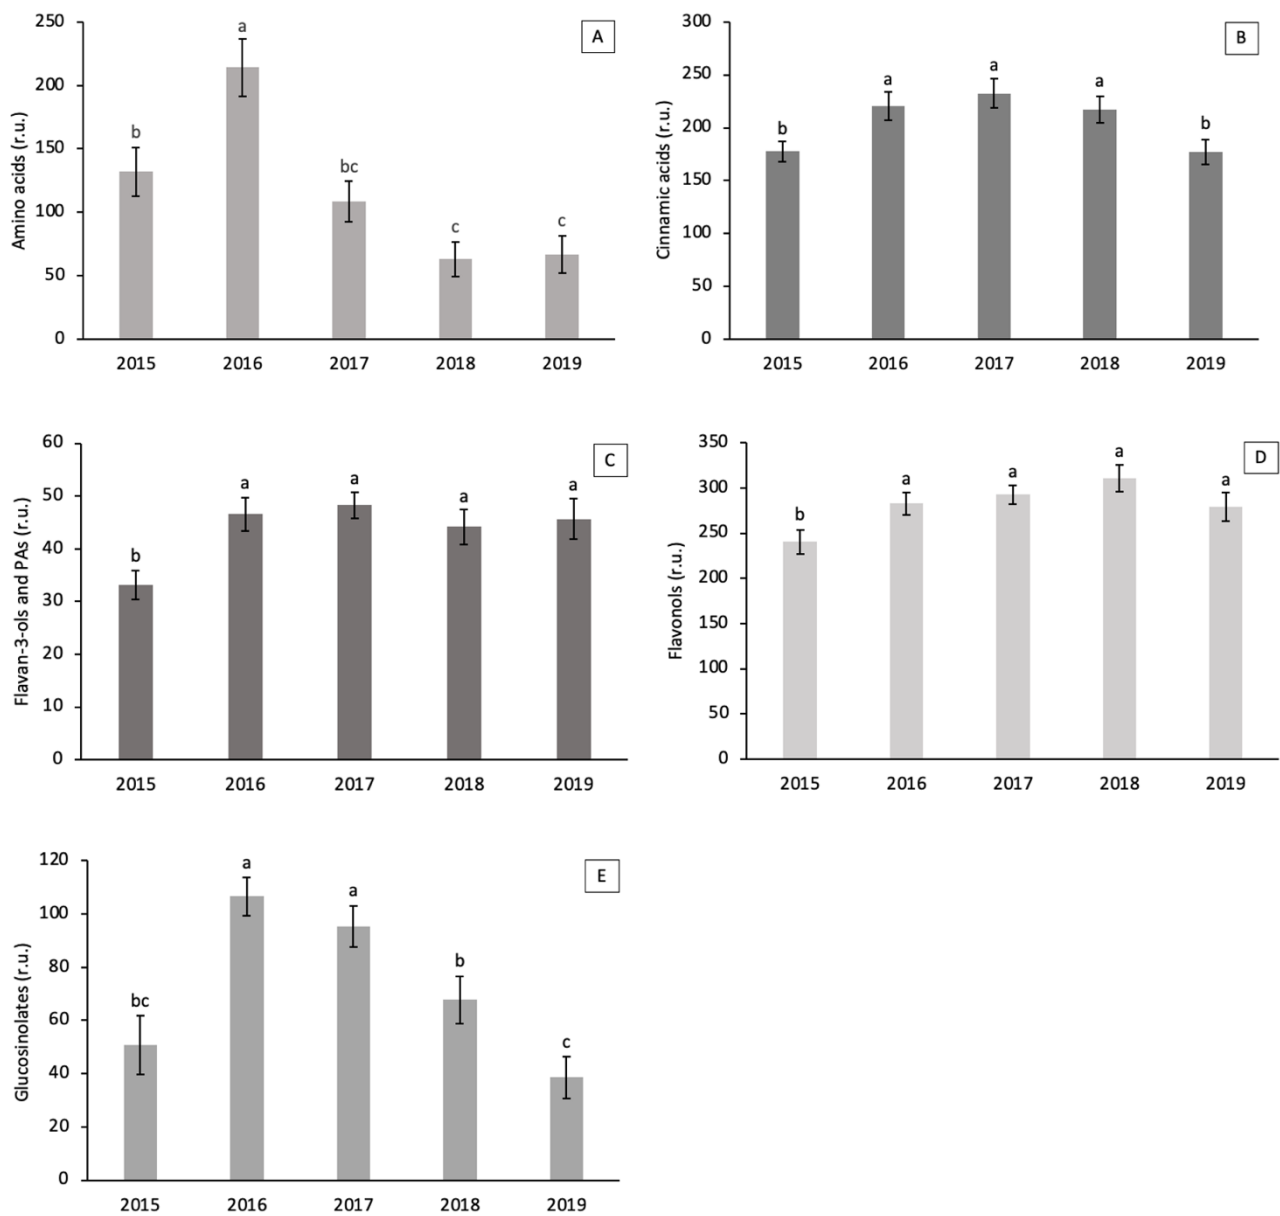 A
Amino acids (r.u.)
250
200
150
100
50
0
b
a
bc
c
c
2015 2016 2017 2018 2019
B
Cinnamic acids (r.u.)
300
250
200
150
100
50
0
b
a
a
a
b
2015 2016 2017 2018 2019
C
Flavan-3-ols and PAs (r.u.)
60
50
40
30
20
10
0
b
a
a
a
a
2015 2016 2017 2018 2019
D
Flavonols (r.u.)
350
300
250
200
150
100
50
0
b
a
a
a
a
2015 2016 2017 2018 2019
E
Glucosinolates (r.u.)
120
100
80
60
40
20
0
bc
a
a
b
c
2015 2016 2017 2018 2019